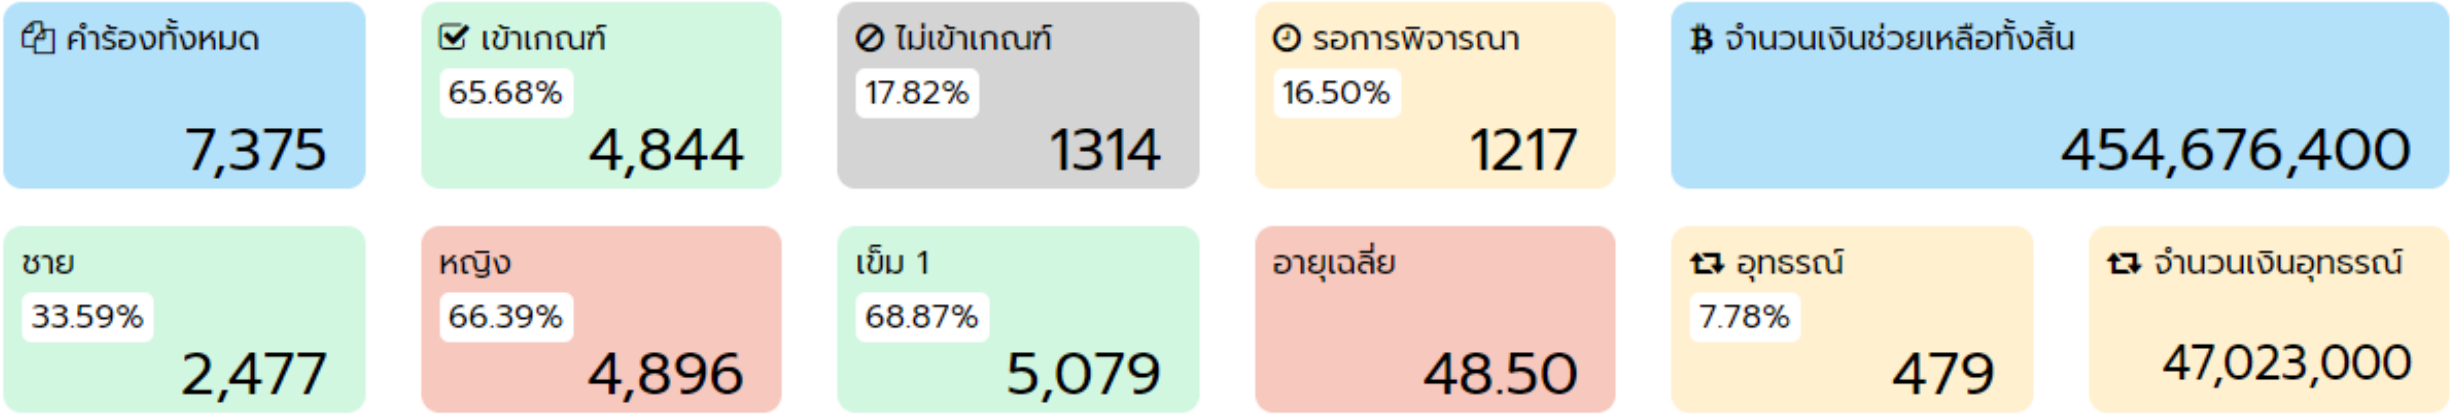 คำร้องทั้งหมด
7,375
เข้าเกณฑ์
65.68%
4,844
ไม่เข้าเกณฑ์
17.82%
1314
รอการพิจารณา
16.50%
1217
จำนวนเงินช่วยเหลือทั้งสิ้น
454,676,400
ชาย
33.59%
2,477
หญิง
66.39%
4,896
เข็ม 1
68.87%
5,079
อายุเฉลี่ย
48.50
อุทธรณ์
7.78%
479
จำนวนเงินอุทธรณ์
47,023,000